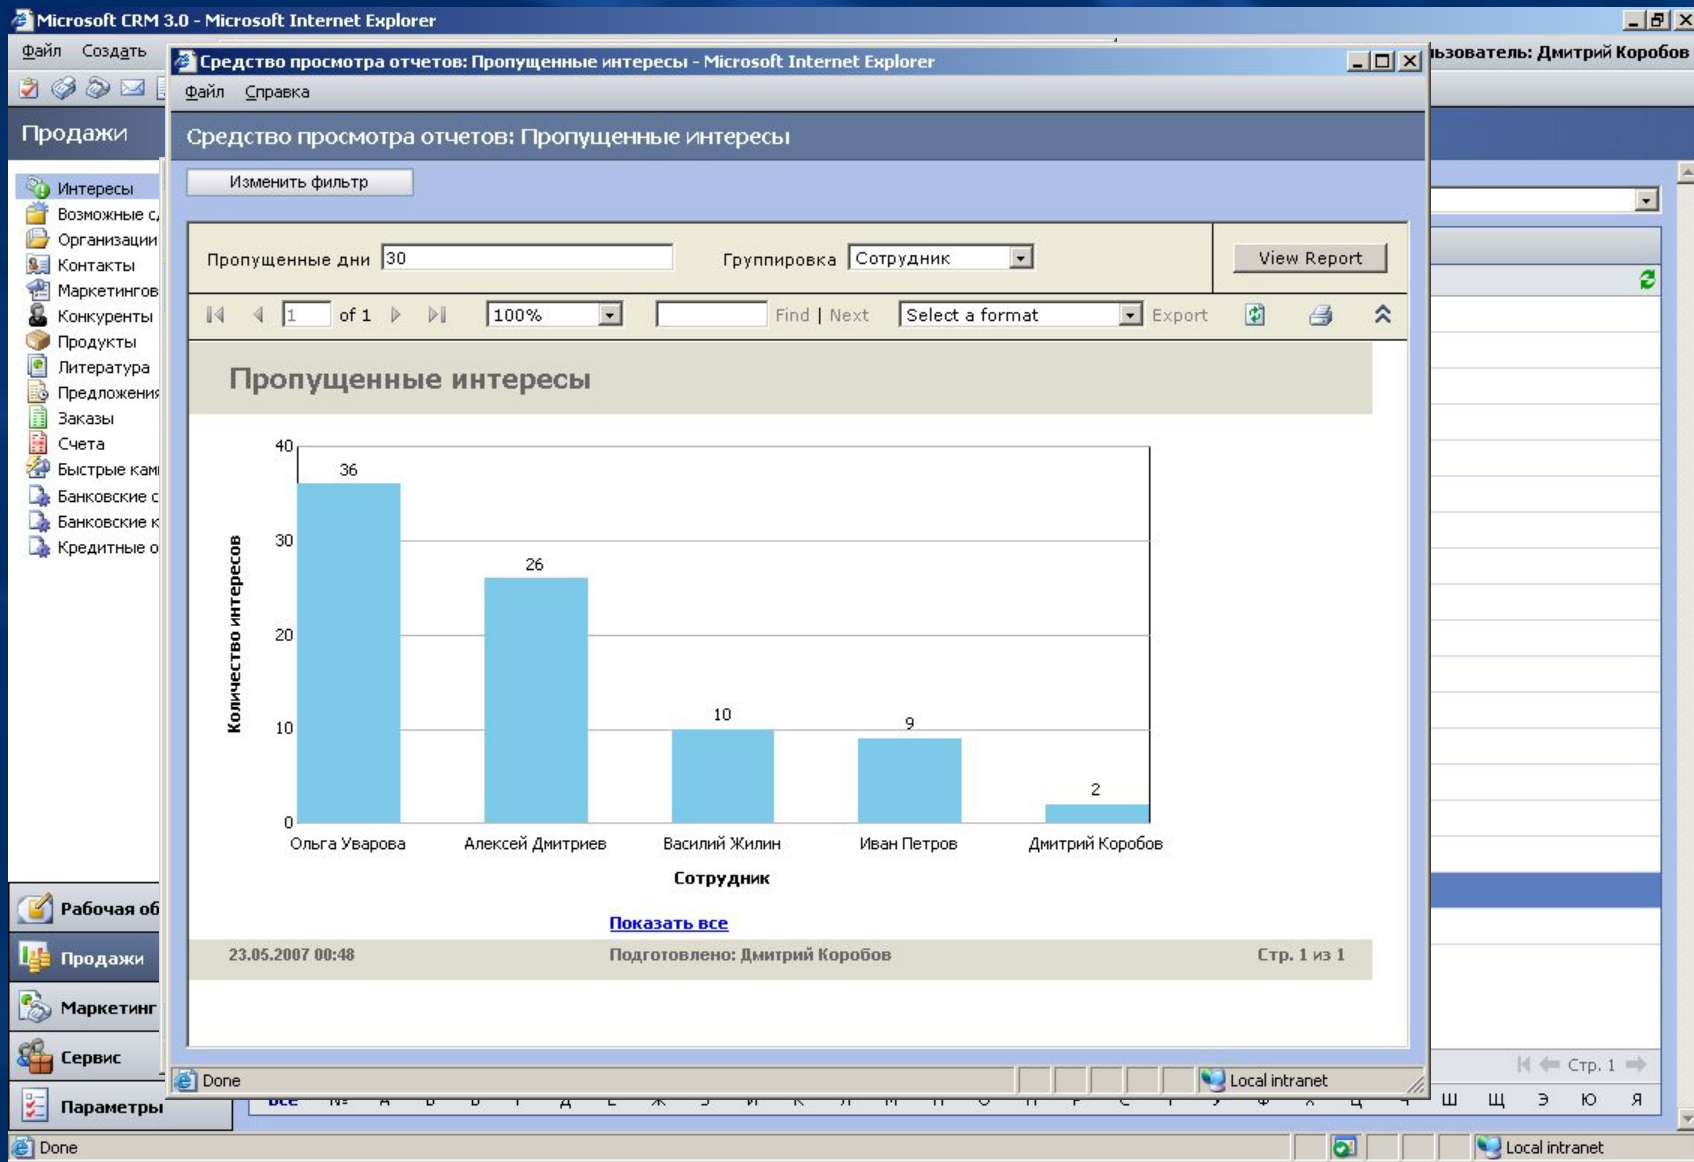 Microsoft CRM 3.0 - Microsoft Internet Explorer
Файл Создать
Пользователь: Дмитрий Коробов
Средство просмотра отчетов: Пропущенные интересы - Microsoft Internet Explorer
Файл Справка
Продажи
Средство просмотра отчетов: Пропущенные интересы
Изменить фильтр
Интересы
Возможные
Организации
Контакты
Конкуренты
Продукты
Литература
Предложения
Заказы
Счета
Быстрые
Банковские
Банковские
Кредитные
Пропущенные дни 30 Группировка Сотрудник View Report
1 of 1 100% Find | Next Select a format Export
Пропущенные интересы
40
30
20
10
0
Количество интересов
36
26
10
9
2
Ольга Уварова Алексей Дмитриев Василий Жилин Иван Петров Дмитрий Коробов
Сотрудник
Показать все
23.05.2007 00:48 Подготовлено: Дмитрий Коробов Стр. 1 из 1
Рабочая
Продажи
Маркетинг
Сервис
Параметры
Стр. 1
Done Local intranet
Ш Щ Э Ю Я
Done Local intranet